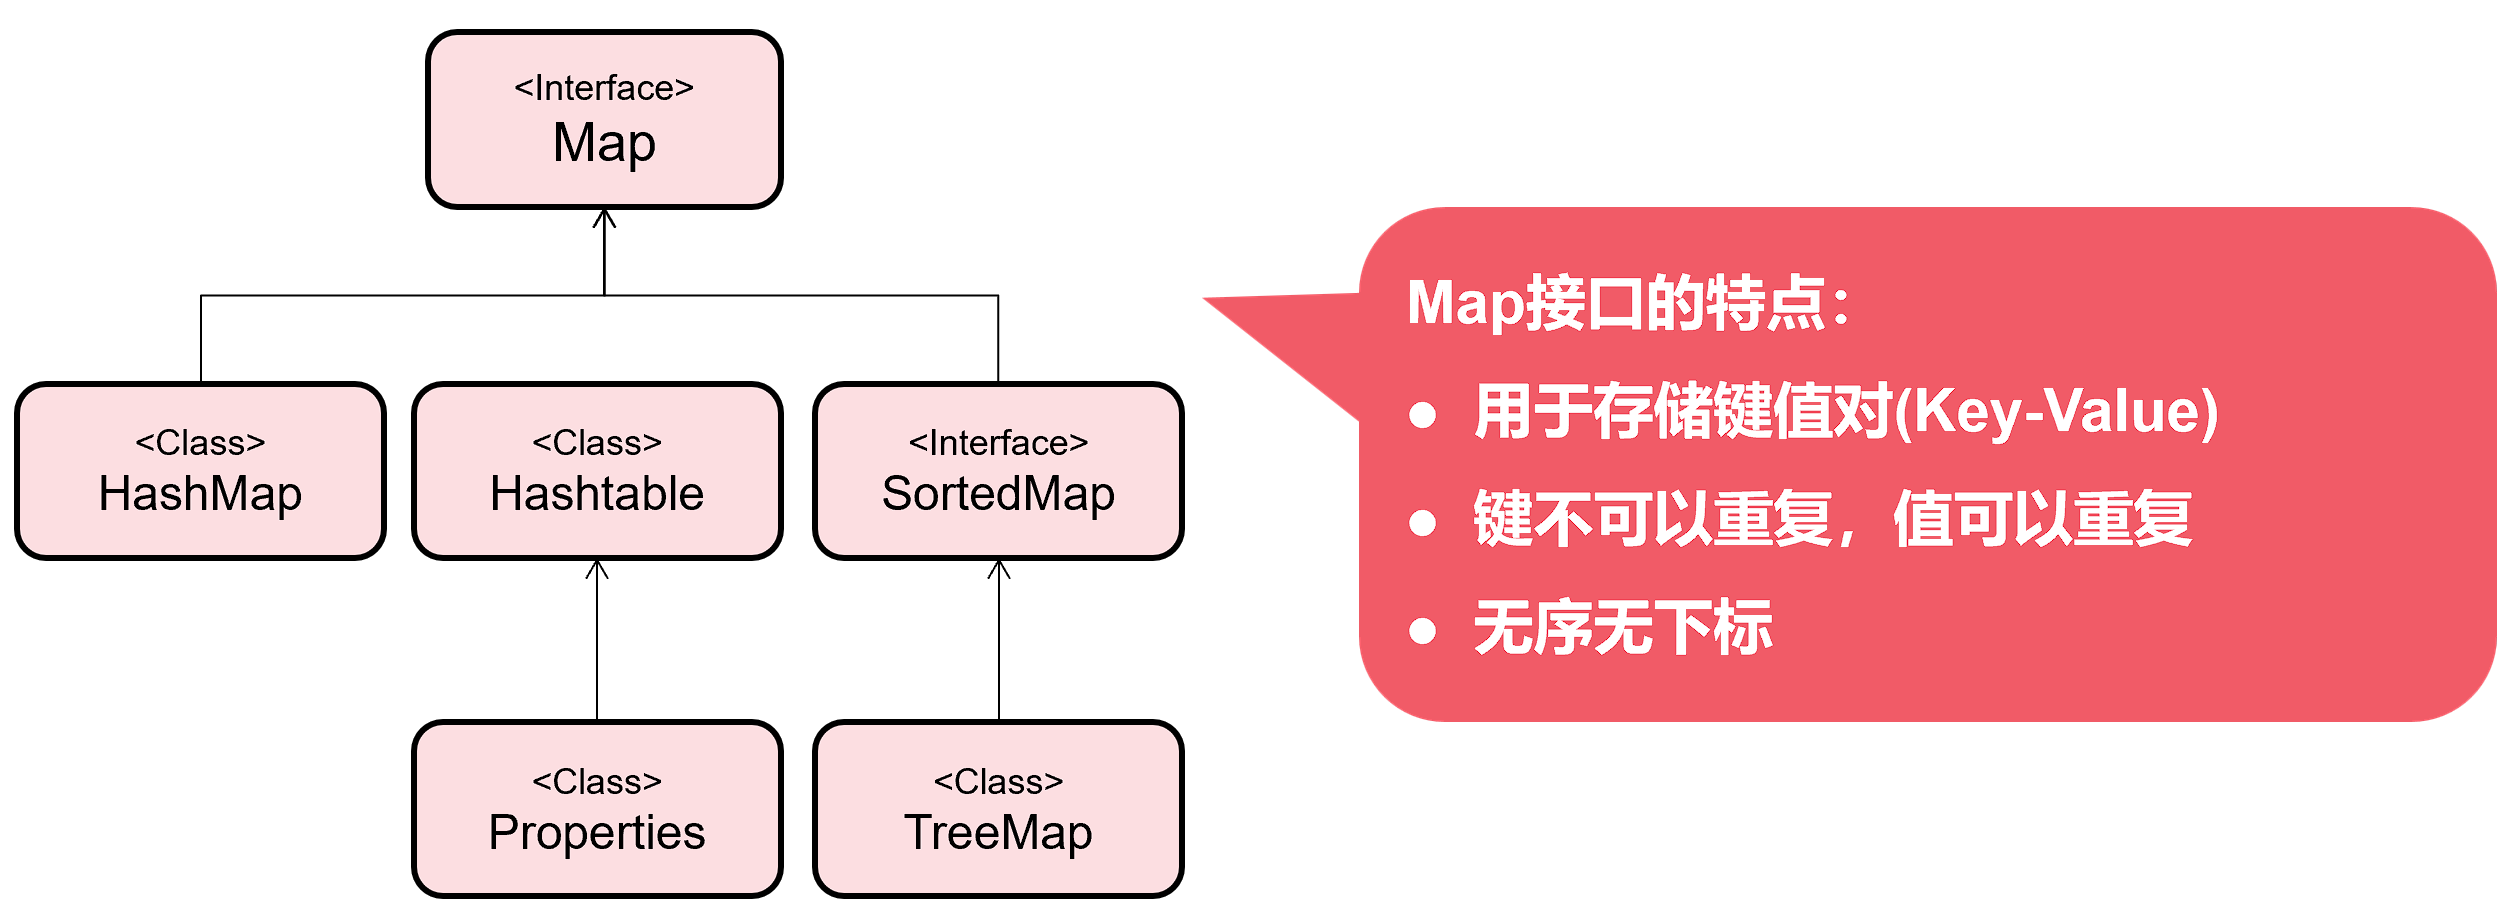 <Interface>
Map
<Class>
HashMap
<Class>
Hashtable
<Interface>
SortedMap
<Class>
Properties
<Class>
TreeMap
Map接口的特点：
● 用于存储键值对(Key-Value)
● 键不可以重复，值可以重复
● 无序无下标